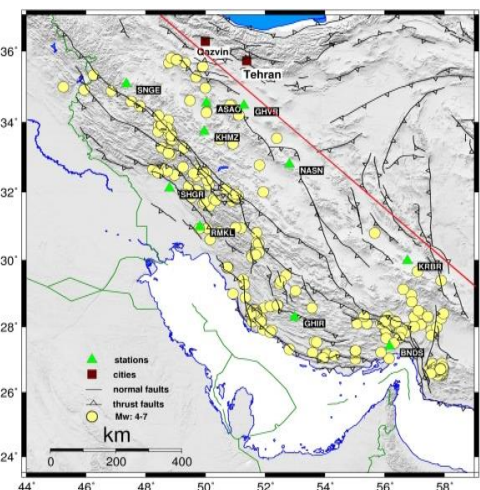 36°
34°
32°
30°
28°
26°
24°
Qazvin
Tehran
SNGE
ASAO
GHVR
KHMZ
NASN
SHGR
RMKL
KRBR
GHIR
BNDS
stations
cities
normal faults
thrust faults
Mw: 4-7
km
0 200 400
44° 46° 48° 50° 52° 54° 56° 58°